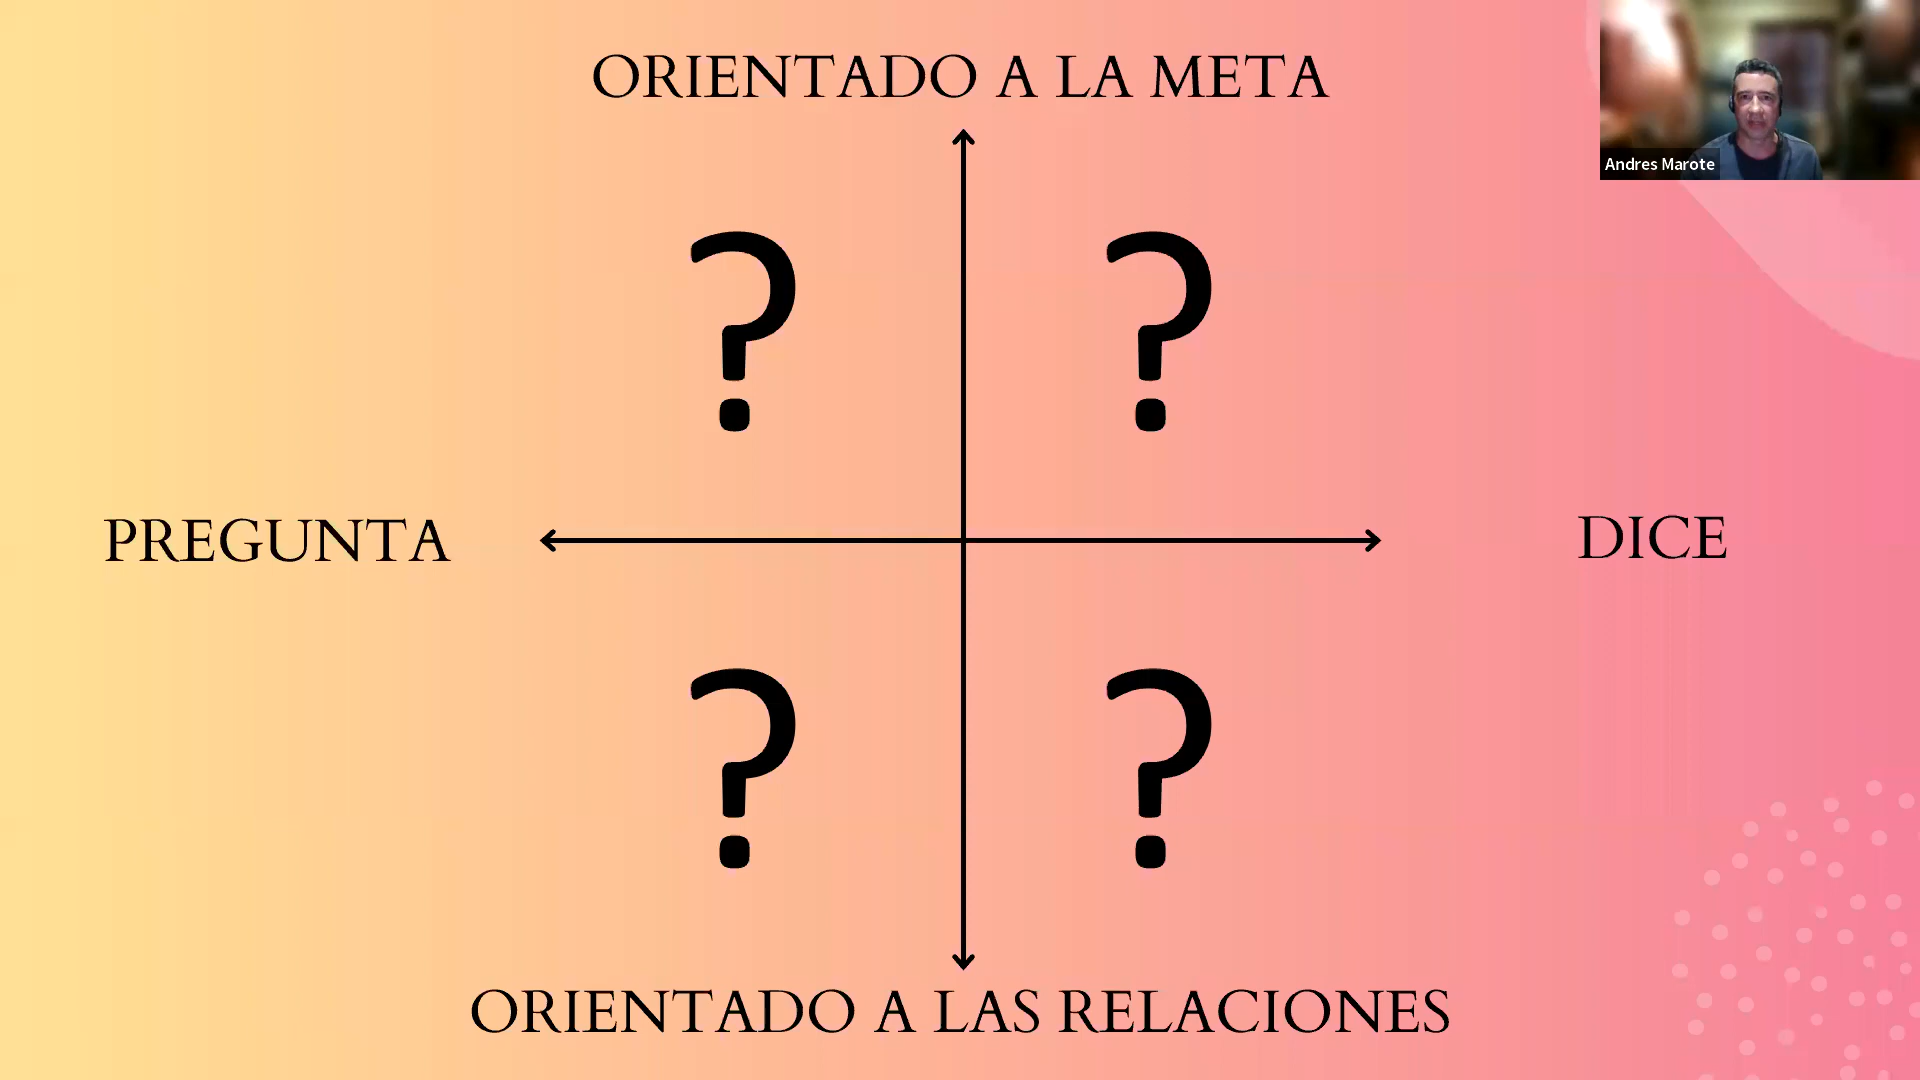 ORIENTADO A LA META
Andres Marote
? ?
PREGUNTA
DICE
? ?
ORIENTADO A LAS RELACIONES